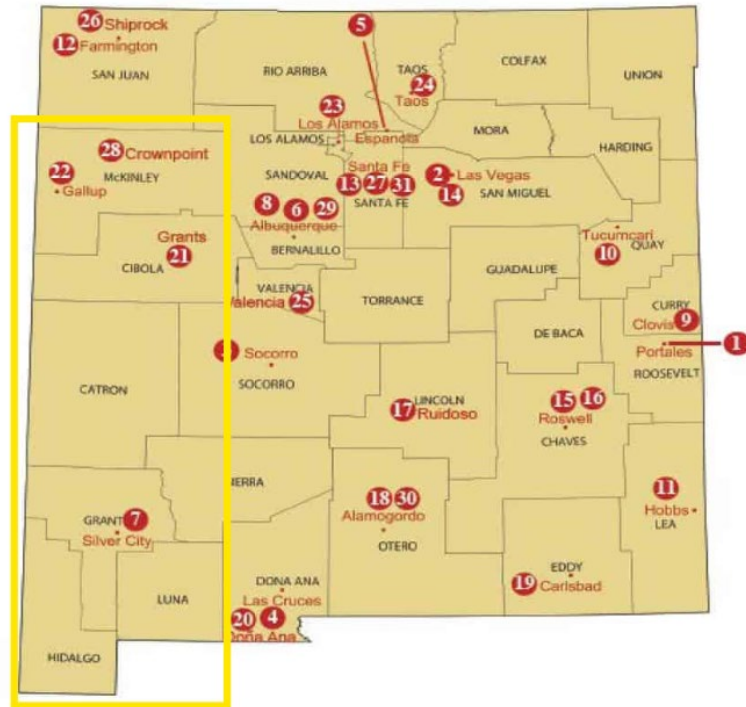 26 Shiprock
12 Farmington
SAN JUAN
5
RIO ARRIBA
TAOS
24
Taos
COLFAX
UNION
23
Los Alamos
LOS ALAMOS
Espanola
MORA
HARDING
28 Crownpoint
McKINLEY
22
Gallup
SANDOVAL
Santa Fe
13 27 31
SANTA FE
2 Las Vegas
14 SAN MIGUEL
8 6 29
Albuquerque
BERNALILLO
Grants
21
CIBOLA
Tucumcari
10 QUAY
GUADALUPE
VALENCIA
Valencia 25
TORRANCE
CURRY
Clovis 9
DE BACA
Portales 1
ROOSEVELT
Socorro
SOCORRO
CATRON
LINCOLN
17 Ruidoso
15 16
Roswell
CHAVES
ERRA
18 30
Alamogordo
OTERO
11
Hobbs
LEA
GRANT 7
Silver City
EDDY
19 Carlsbad
LUNA
DONA ANA
Las Cruces
20 4
Doña Ana
HIDALGO